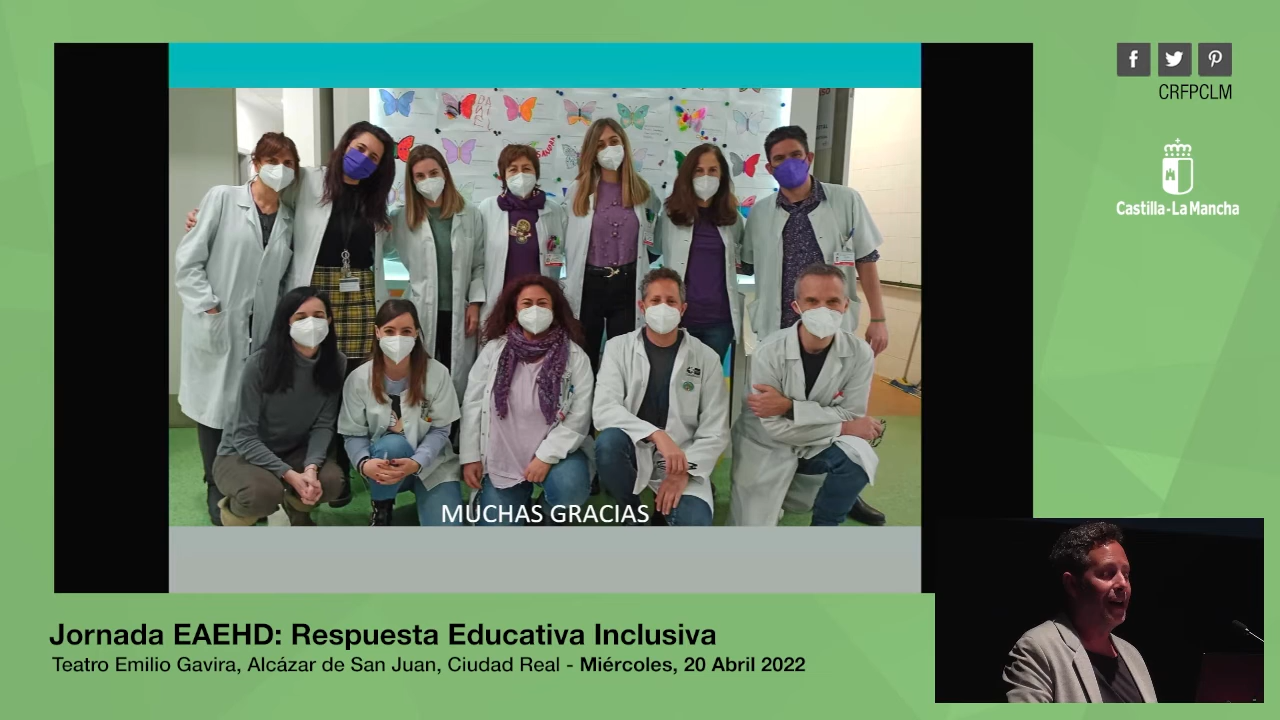 CRFPCLM
Castilla-La Mancha
MUCHAS GRACIAS
Jornada EAEHD: Respuesta Educativa Inclusiva
Teatro Emilio Gavira, Alcázar de San Juan, Ciudad Real - Miércoles, 20 Abril 2022